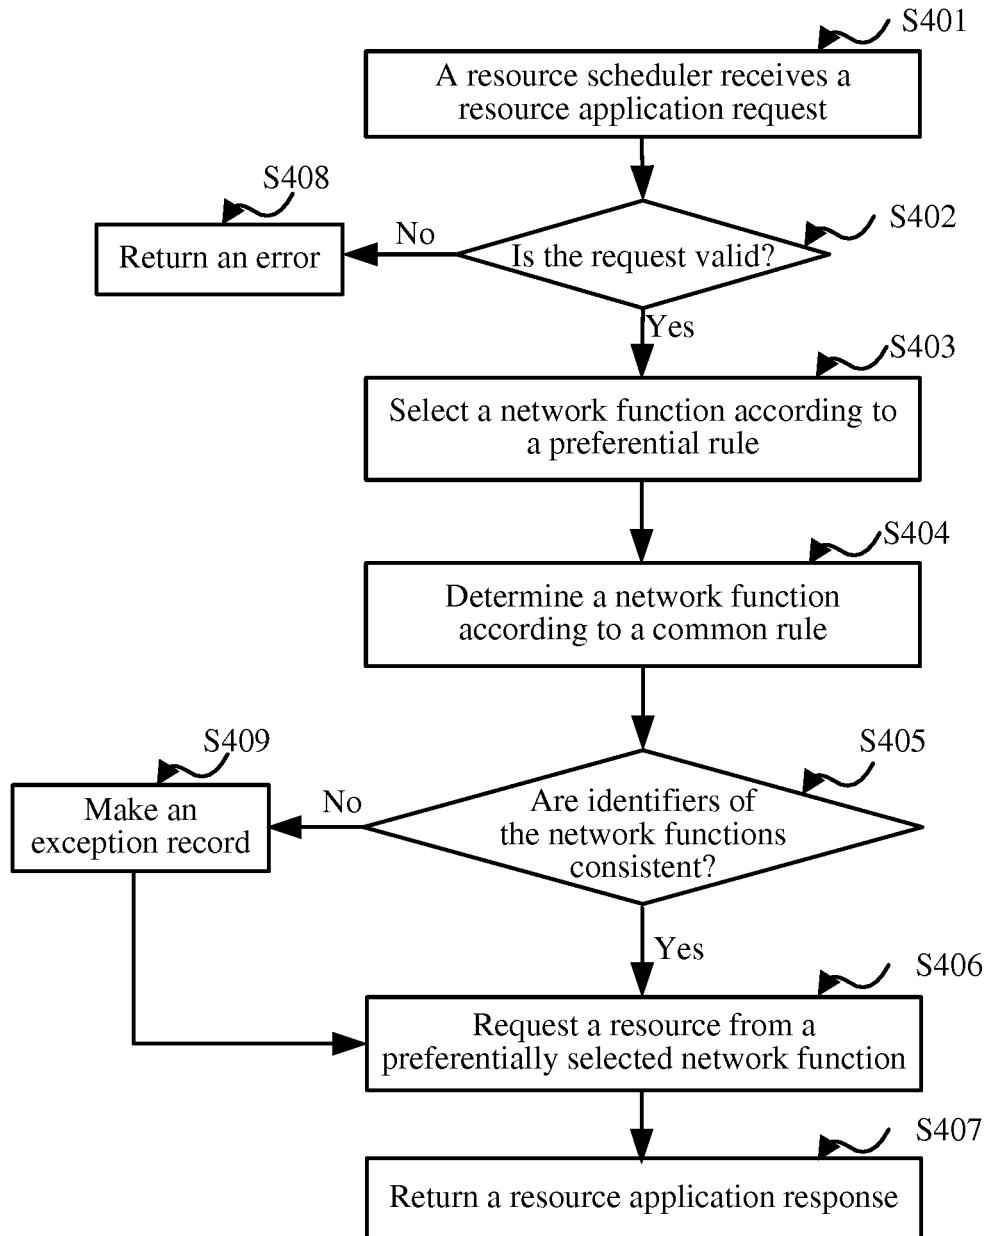 S401
A resource scheduler receives a
resource application request
S408
S402
No
Return an error
Is the request valid?
Yes
S403
Select a network function according to
a preferential rule
S404
Determine a network function
according to a common rule
S409
S405
No
Make an
exception record
Are identifiers of
the network functions
consistent?
Yes
S406
Request a resource from a
preferentially selected network function
S407
Return a resource application response